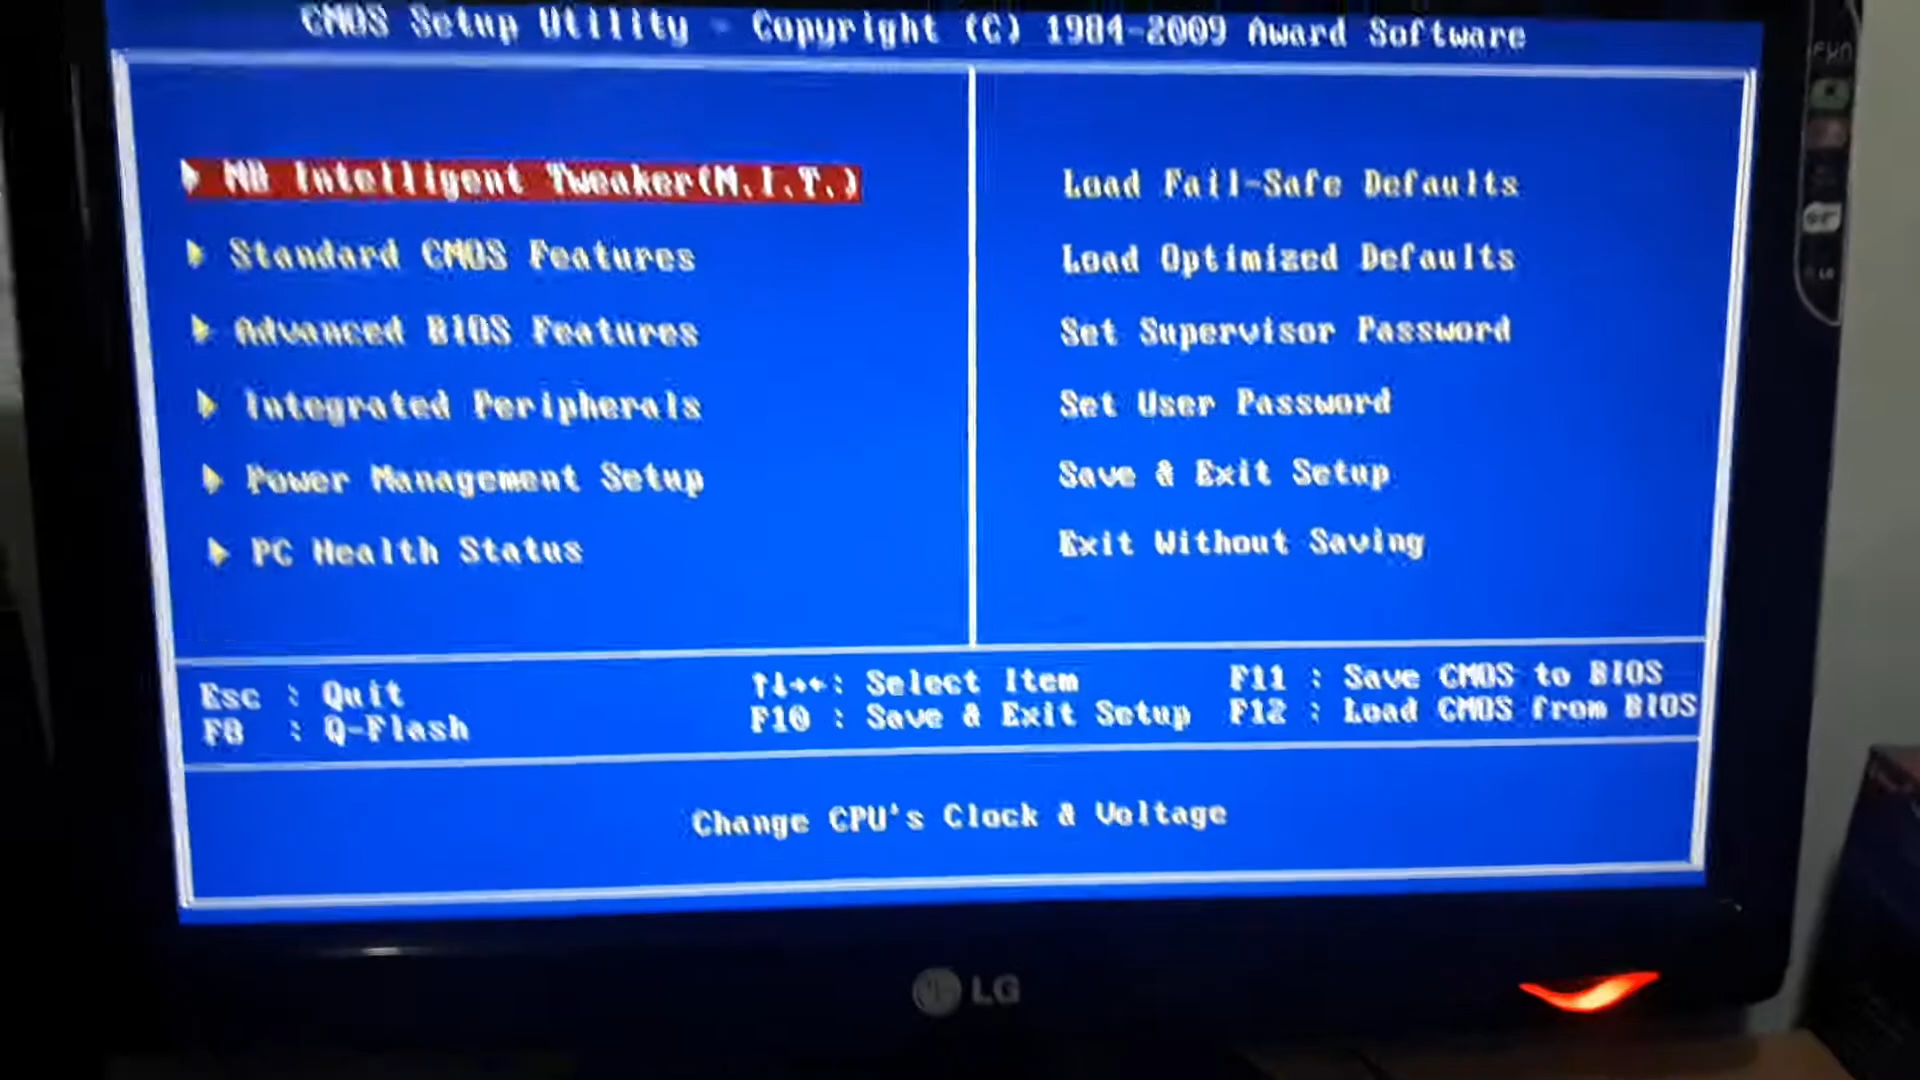 CMOS Setup Utility - Copyright (C) 1984-2009 Award Software
MB Intelligent Tweaker(M.I.T.)
Standard CMOS Features
Advanced BIOS Features
Integrated Peripherals
Power Management Setup
PC Health Status
Load Fail-Safe Defaults
Load Optimized Defaults
Set Supervisor Password
Set User Password
Save & Exit Setup
Exit Without Saving
Esc : Quit
F8 : Q-Flash
↑↓→←: Select Item
F10 : Save & Exit Setup
F11 : Save CMOS to BIOS
F12 : Load CMOS from BIOS
Change CPU's Clock & Voltage
LG